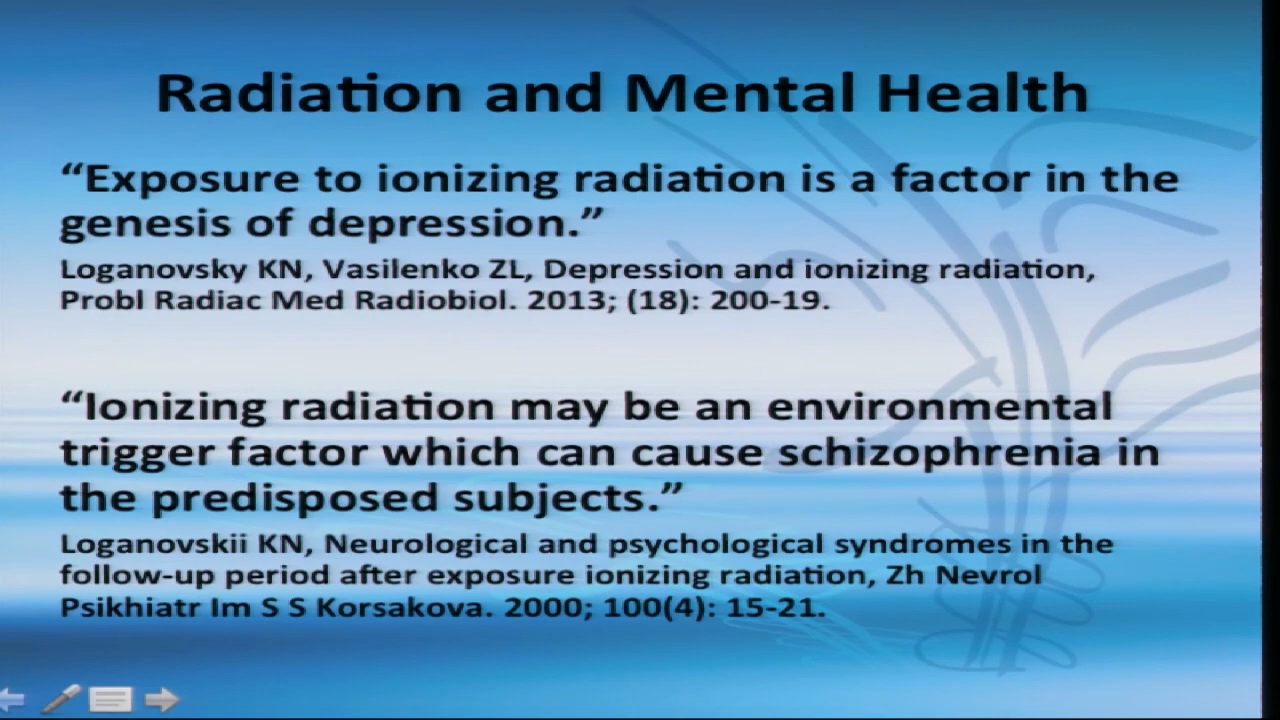 Radiation and Mental Health
“Exposure to ionizing radiation is a factor in the
genesis of depression.”
Loganovsky KN, Vasilenko ZL, Depression and ionizing radiation,
Probl Radiac Med Radiobiol. 2013; (18): 200-19.
“Ionizing radiation may be an environmental
trigger factor which can cause schizophrenia in
the predisposed subjects.”
Loganovskii KN, Neurological and psychological syndromes in the
follow-up period after exposure ionizing radiation, Zh Nevrol
Psikhiatr Im S S Korsakova. 2000; 100(4): 15-21.